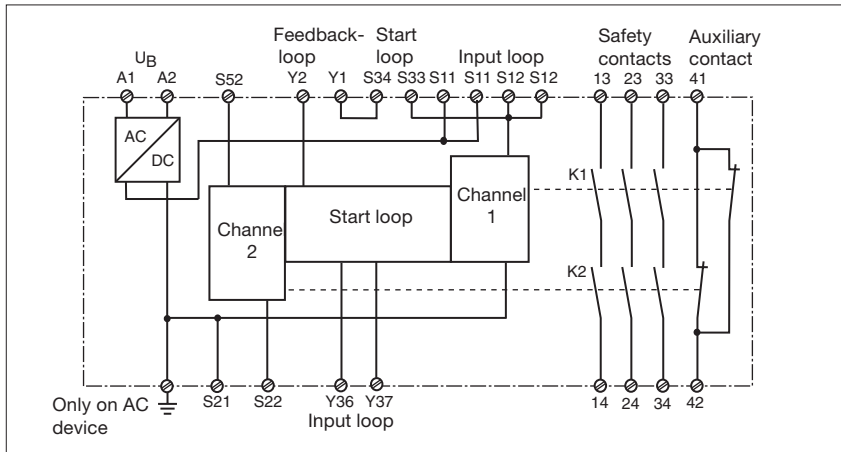 Feedback- Start Safety Auxiliary
loop loop Input loop contacts contact
UB
A1 A2 S52 Y2 Y1 S34 S33 S11 S11 S12 S12 13 23 33 41
AC
DC
Channel
1
K1
Channel
2
Start loop
K2
Only on AC
device
S21 S22 Y36 Y37 14 24 34 42
Input loop